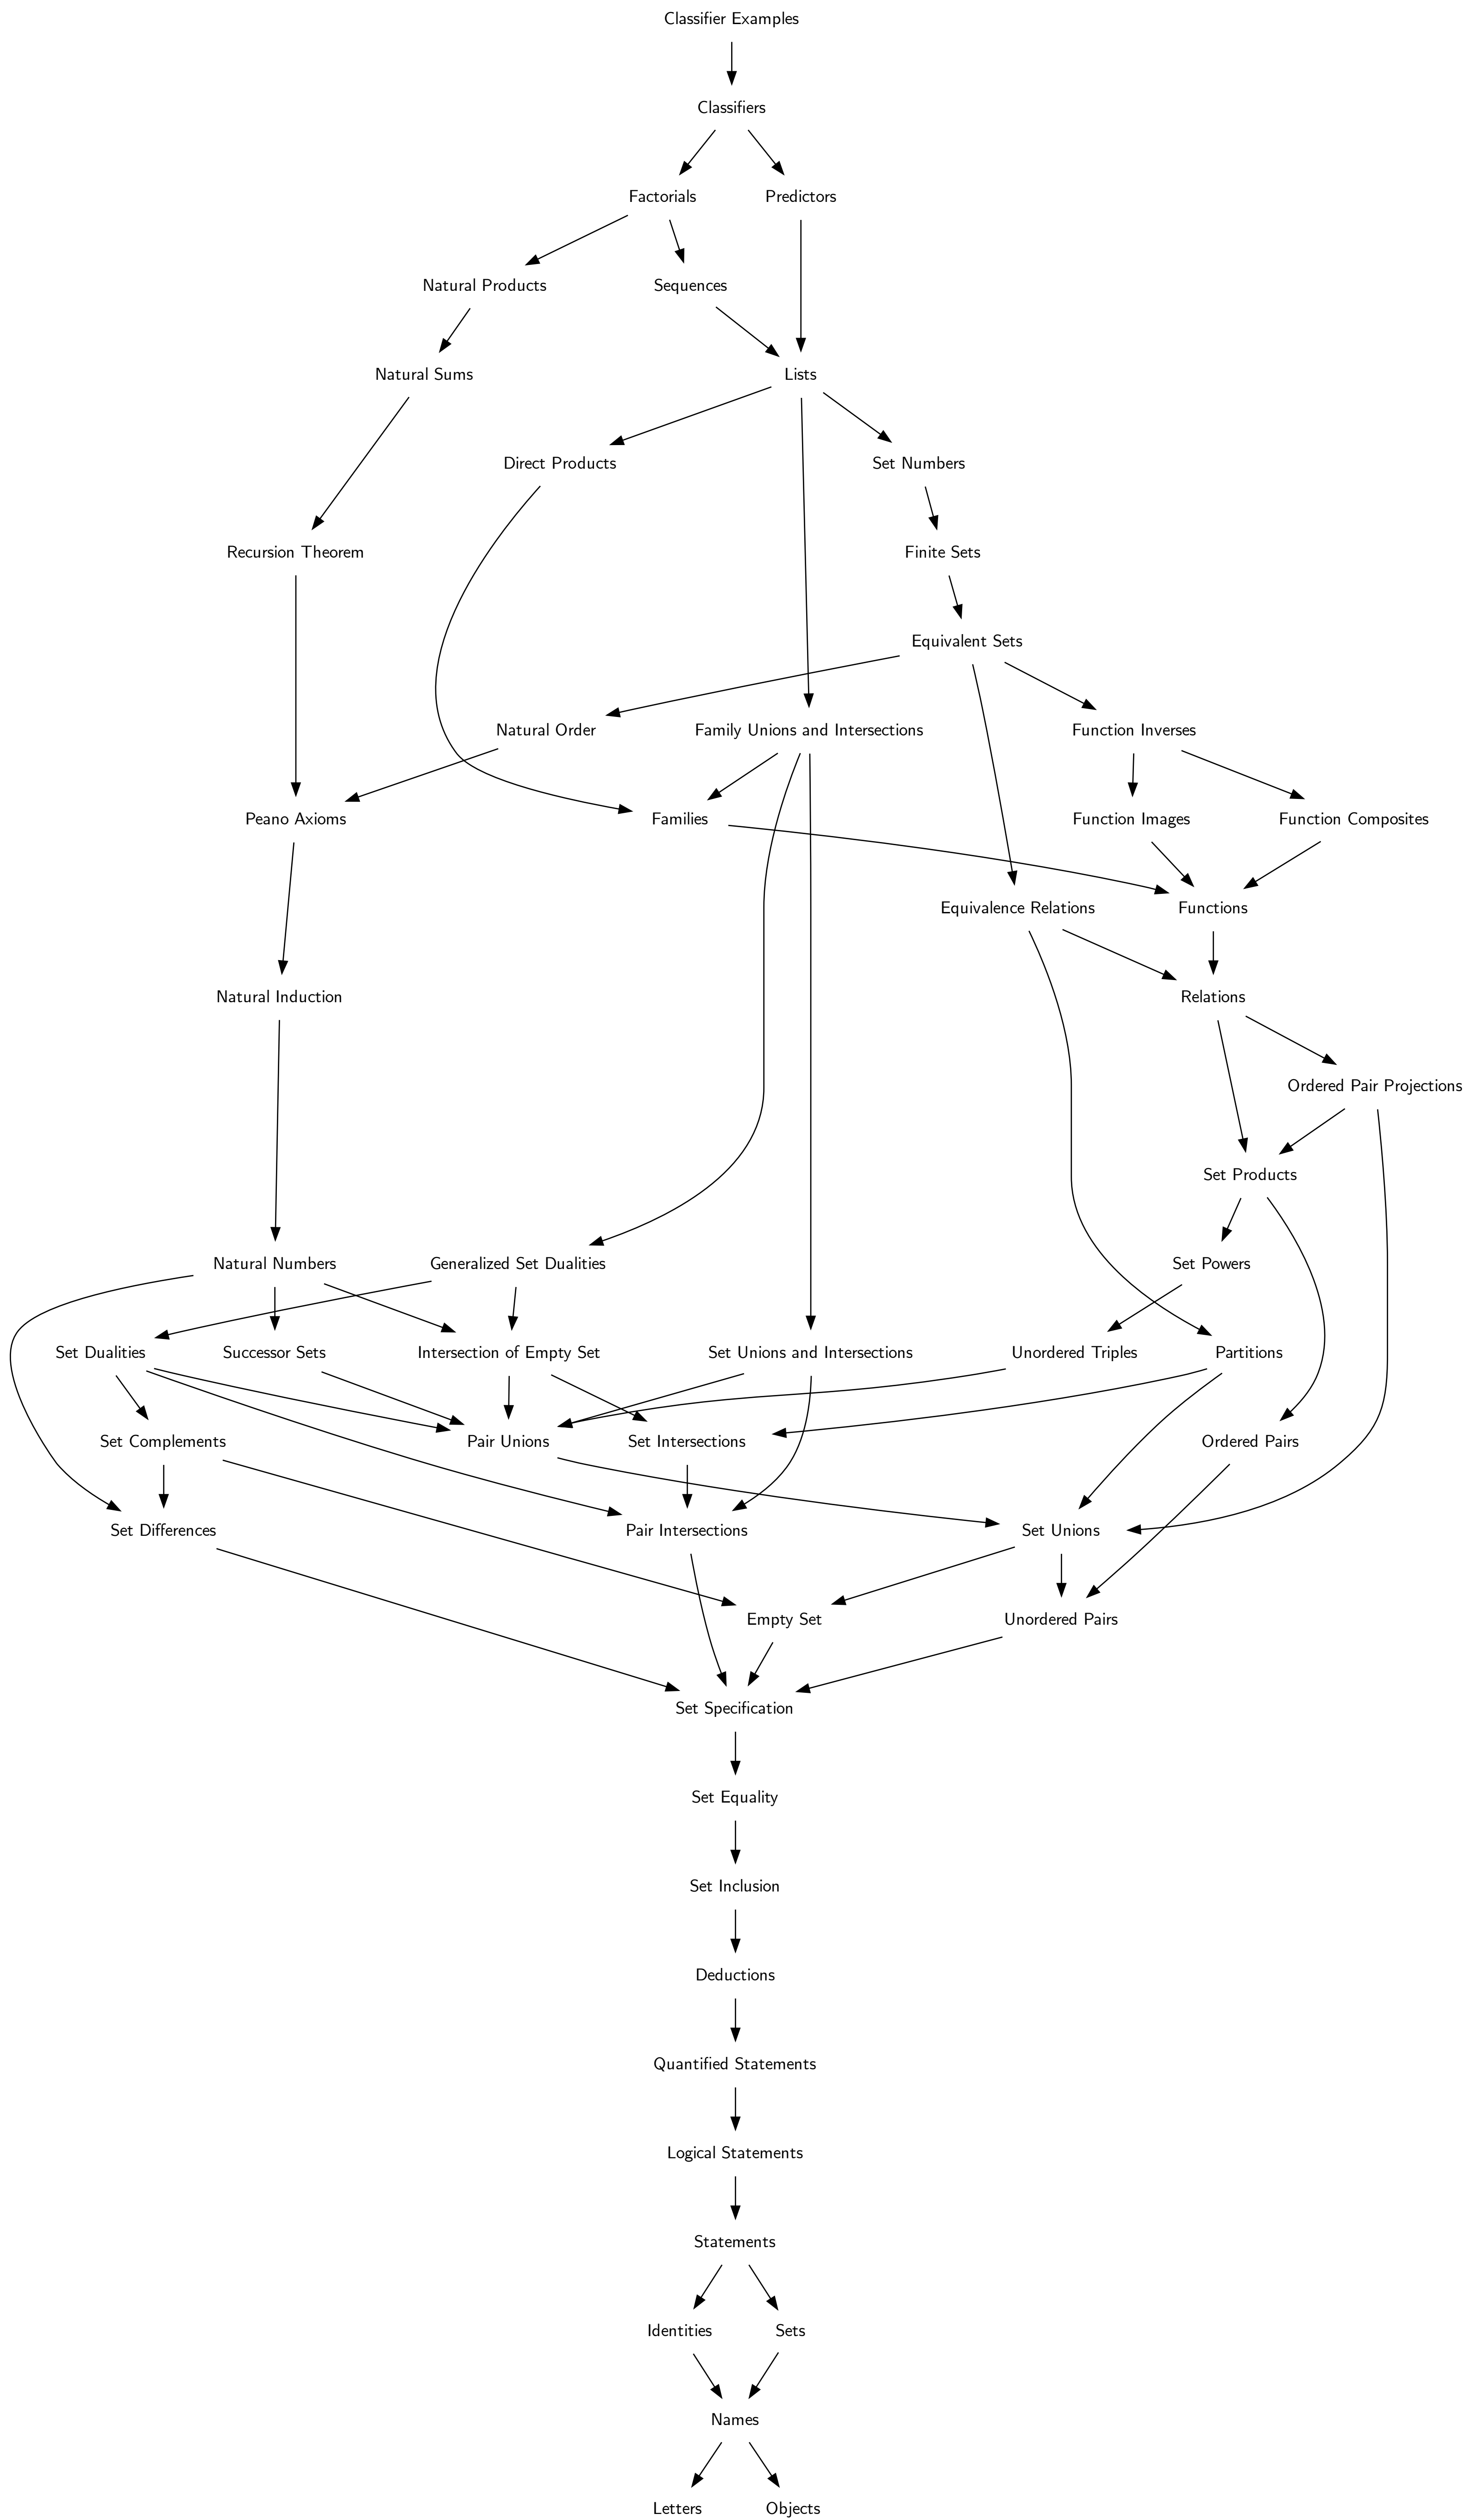 Classifier Examples
Classifiers
Factorials
Predictors
Natural Products
Sequences
Natural Sums
Lists
Direct Products
Set Numbers
Recursion Theorem
Finite Sets
Equivalent Sets
Natural Order
Family Unions and Intersections
Function Inverses
Peano Axioms
Families
Function Images
Function Composites
Equivalence Relations
Functions
Natural Induction
Relations
Ordered Pair Projections
Set Products
Natural Numbers
Generalized Set Dualities
Set Powers
Set Dualities
Successor Sets
Intersection of Empty Set
Set Unions and Intersections
Unordered Triples
Partitions
Set Complements
Pair Unions
Set Intersections
Ordered Pairs
Set Differences
Pair Intersections
Set Unions
Empty Set
Unordered Pairs
Set Specification
Set Equality
Set Inclusion
Deductions
Quantified Statements
Logical Statements
Statements
Identities
Sets
Names
Letters
Objects